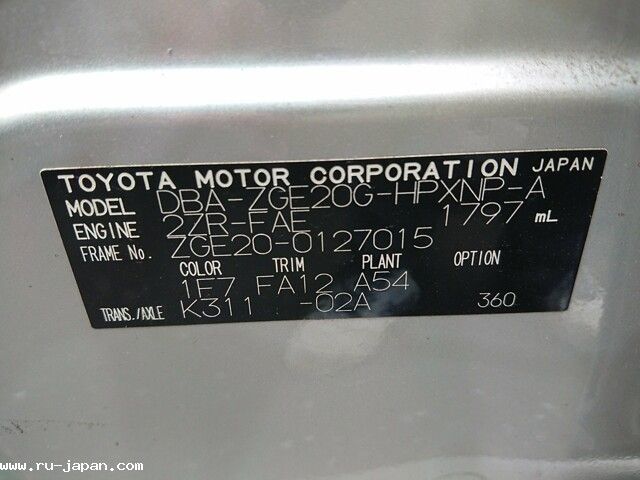 TOYOTA MOTOR CORPORATION JAPAN
MODEL DBA-ZGE20G-HPXNP-A
ENGINE 2ZR-FAE 1797 mL
FRAME No. ZGE20-0127015
COLOR TRIM PLANT OPTION
1E7 FA12 A54
TRANS./AXLE K311 -02A 360
www.ru-japan.com